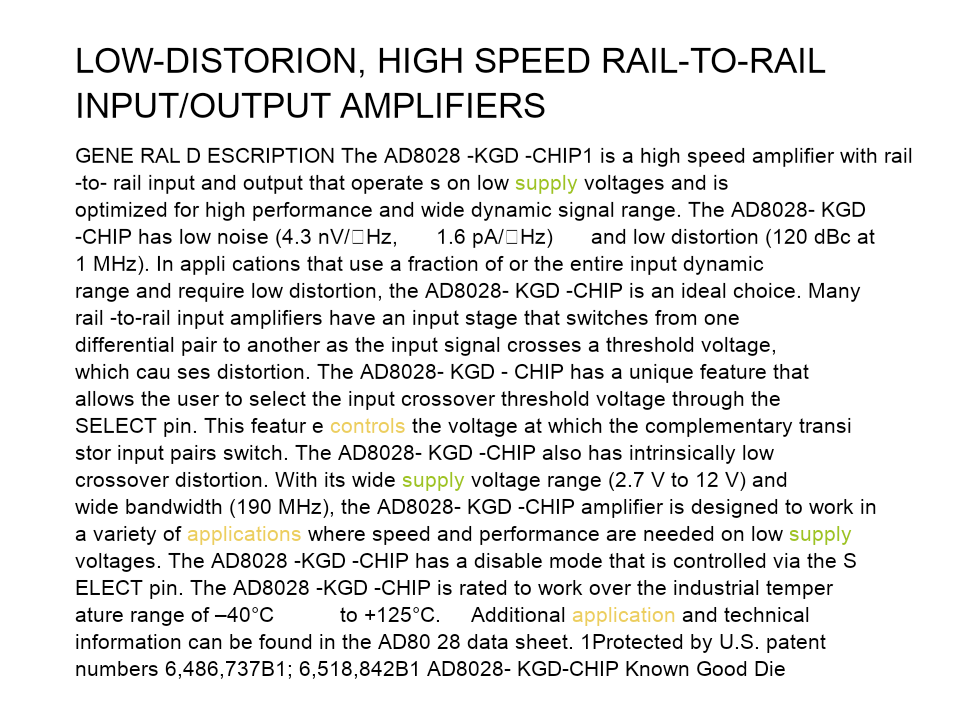 LOW-DISTORION, HIGH SPEED RAIL-TO-RAIL
INPUT/OUTPUT AMPLIFIERS
GENE RAL D ESCRIPTION The AD8028 -KGD -CHIP1 is a high speed amplifier with rail
-to- rail input and output that operate s on low supply voltages and is
optimized for high performance and wide dynamic signal range. The AD8028- KGD
-CHIP has low noise (4.3 nV/□Hz, 1.6 pA/□Hz) and low distortion (120 dBc at
1 MHz). In appli cations that use a fraction of or the entire input dynamic
range and require low distortion, the AD8028- KGD -CHIP is an ideal choice. Many
rail -to-rail input amplifiers have an input stage that switches from one
differential pair to another as the input signal crosses a threshold voltage,
which cau ses distortion. The AD8028- KGD - CHIP has a unique feature that
allows the user to select the input crossover threshold voltage through the
SELECT pin. This featur e controls the voltage at which the complementary transi
stor input pairs switch. The AD8028- KGD -CHIP also has intrinsically low
crossover distortion. With its wide supply voltage range (2.7 V to 12 V) and
wide bandwidth (190 MHz), the AD8028- KGD -CHIP amplifier is designed to work in
a variety of applications where speed and performance are needed on low supply
voltages. The AD8028 -KGD -CHIP has a disable mode that is controlled via the S
ELECT pin. The AD8028 -KGD -CHIP is rated to work over the industrial temper
ature range of –40°C to +125°C. Additional application and technical
information can be found in the AD80 28 data sheet. 1Protected by U.S. patent
numbers 6,486,737B1; 6,518,842B1 AD8028- KGD-CHIP Known Good Die